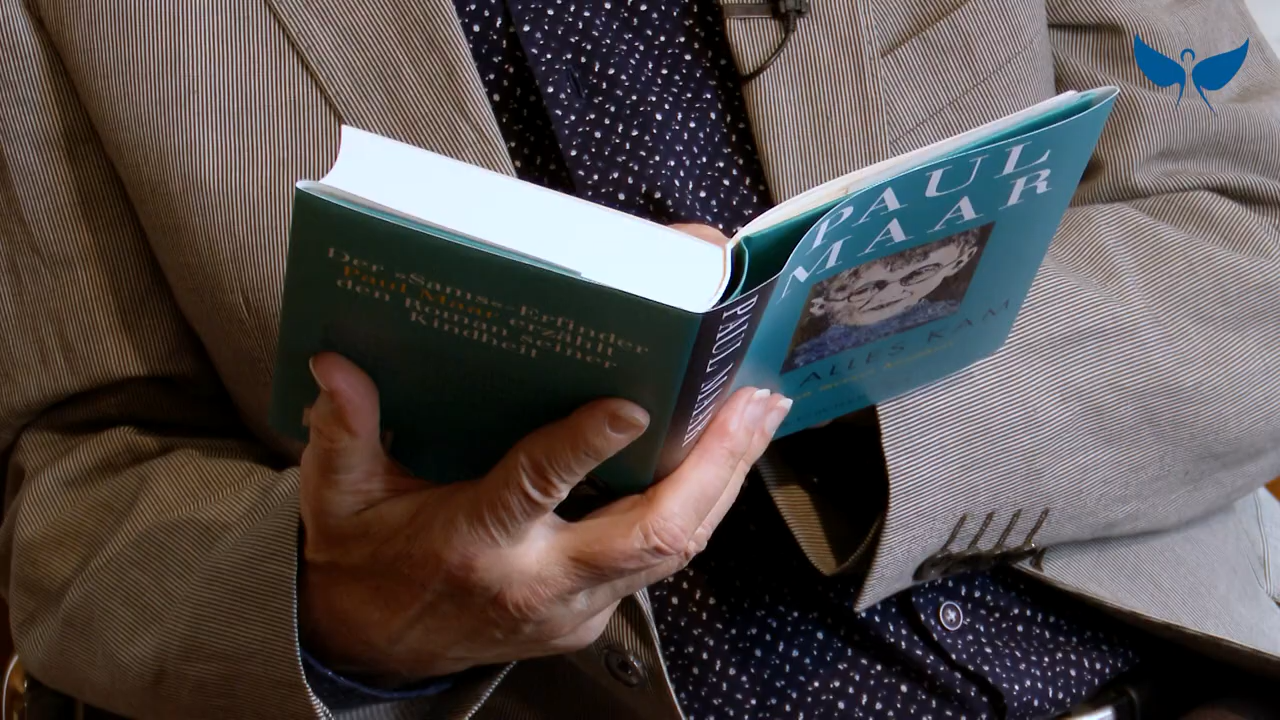 Der »Sams«-Erfinder
Paul Maar erzählt
den Roman seiner
Kindheit
PAUL MAAR
PAUL
MAAR
ALLES KAM